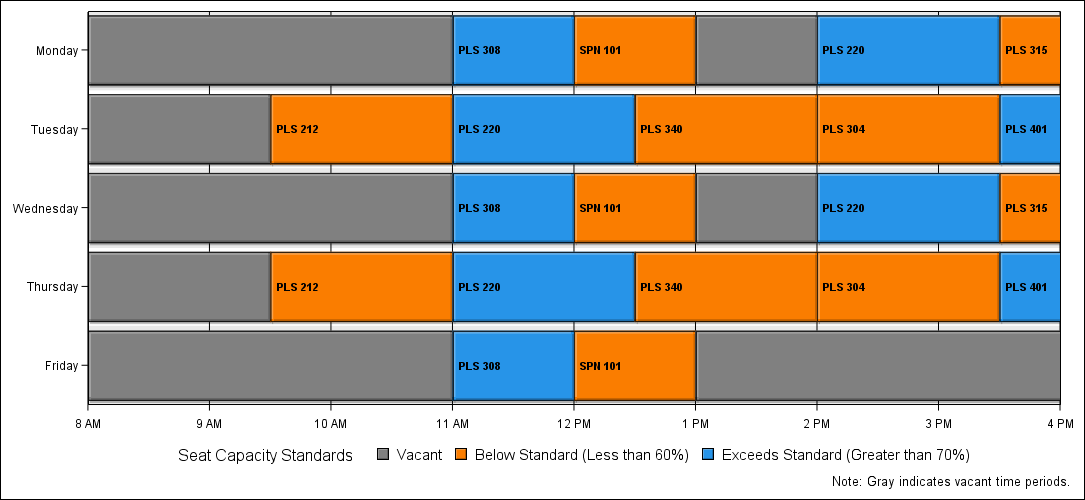 Monday PLS 308 SPN 101 PLS 220 PLS 315
Tuesday PLS 212 PLS 220 PLS 340 PLS 304 PLS 401
Wednesday PLS 308 SPN 101 PLS 220 PLS 315
Thursday PLS 212 PLS 220 PLS 340 PLS 304 PLS 401
Friday PLS 308 SPN 101
8 AM 9 AM 10 AM 11 AM 12 PM 1 PM 2 PM 3 PM 4 PM
Seat Capacity Standards Vacant Below Standard (Less than 60%) Exceeds Standard (Greater than 70%)
Note: Gray indicates vacant time periods.